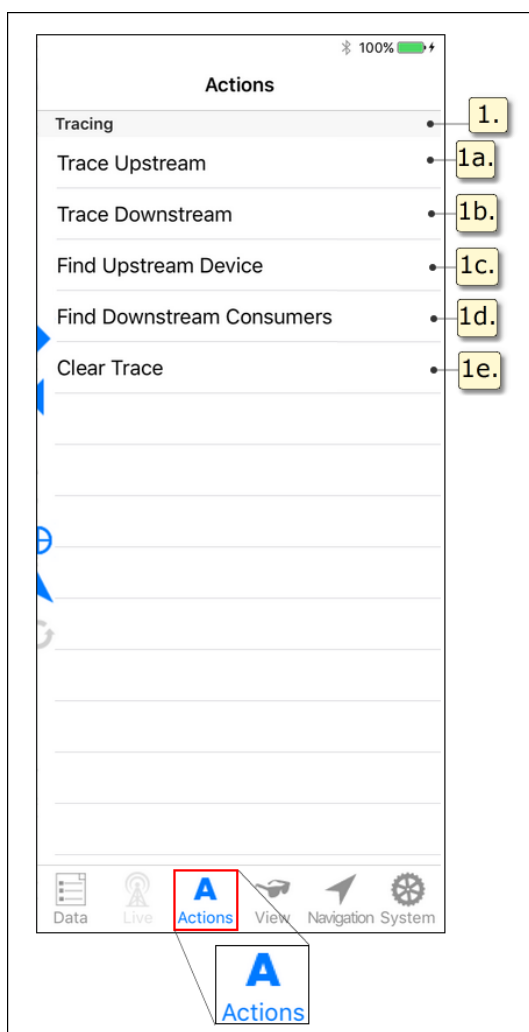 100%
Actions
Tracing
1.
Trace Upstream
1a.
Trace Downstream
1b.
Find Upstream Device
1c.
Find Downstream Consumers
1d.
Clear Trace
1e.
A
Data Live Actions View Navigation System
A
Actions